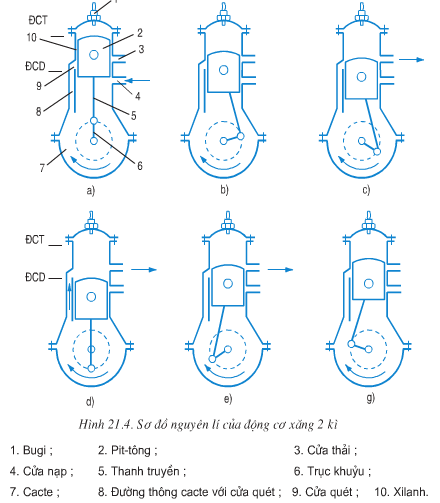 1
ĐCT
10
2
3
ĐCD
9
4
8
5
7
6
a)
b)
c)
ĐCT
ĐCD
d)
e)
g)
Hình 21.4. Sơ đồ nguyên lí của động cơ xăng 2 kì
1. Bugi ; 2. Pit-tông ; 3. Cửa thải ;
4. Cửa nạp ; 5. Thanh truyền ; 6. Trục khuỷu ;
7. Cacte ; 8. Đường thông cacte với cửa quét ; 9. Cửa quét ; 10. Xilanh.